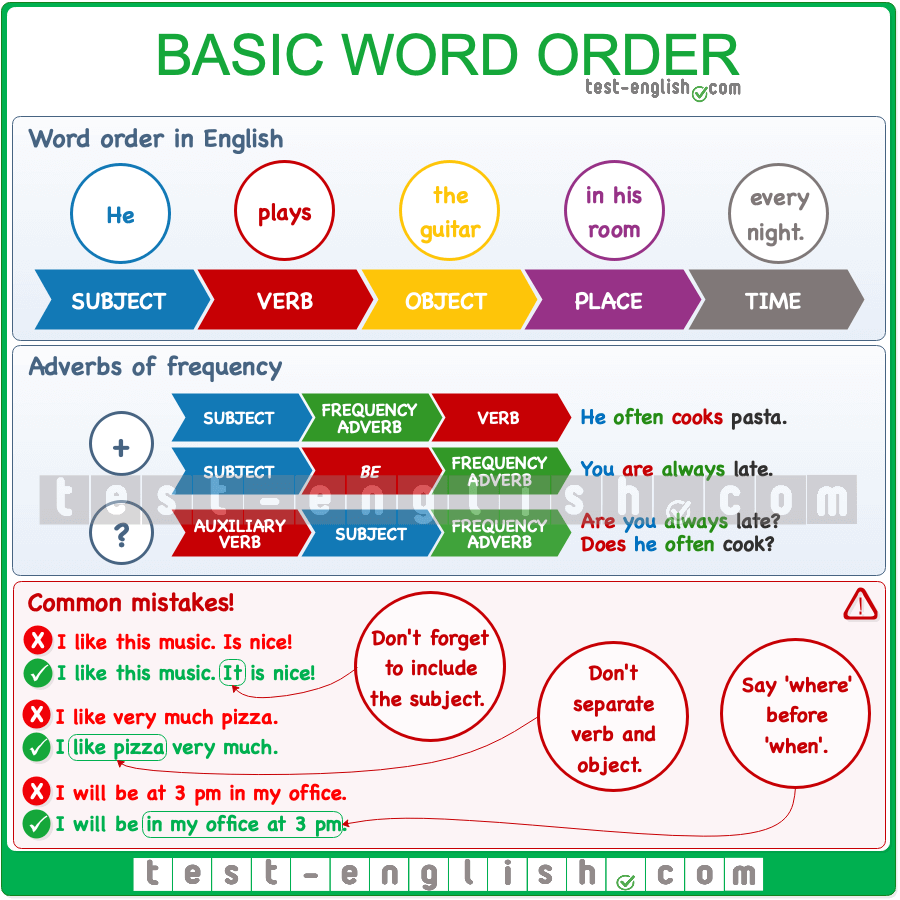 BASIC WORD ORDER
test-english.com
Word order in English
He
plays
the
guitar
in his
room
every
night.
SUBJECT
VERB
OBJECT
PLACE
TIME
Adverbs of frequency
+
SUBJECT
FREQUENCY
ADVERB
VERB
He often cooks pasta.
SUBJECT
BE
FREQUENCY
ADVERB
You are always late.
test-english.com
?
AUXILIARY
VERB
SUBJECT
FREQUENCY
ADVERB
Are you always late?
Does he often cook?
Common mistakes!
I like this music. Is nice!
I like this music. It is nice!
Don't forget
to include
the subject.
I like very much pizza.
I like pizza very much.
Don't
separate
verb and
object.
I will be at 3 pm in my office.
I will be in my office at 3 pm.
Say 'where'
before
'when'.
test-english.com